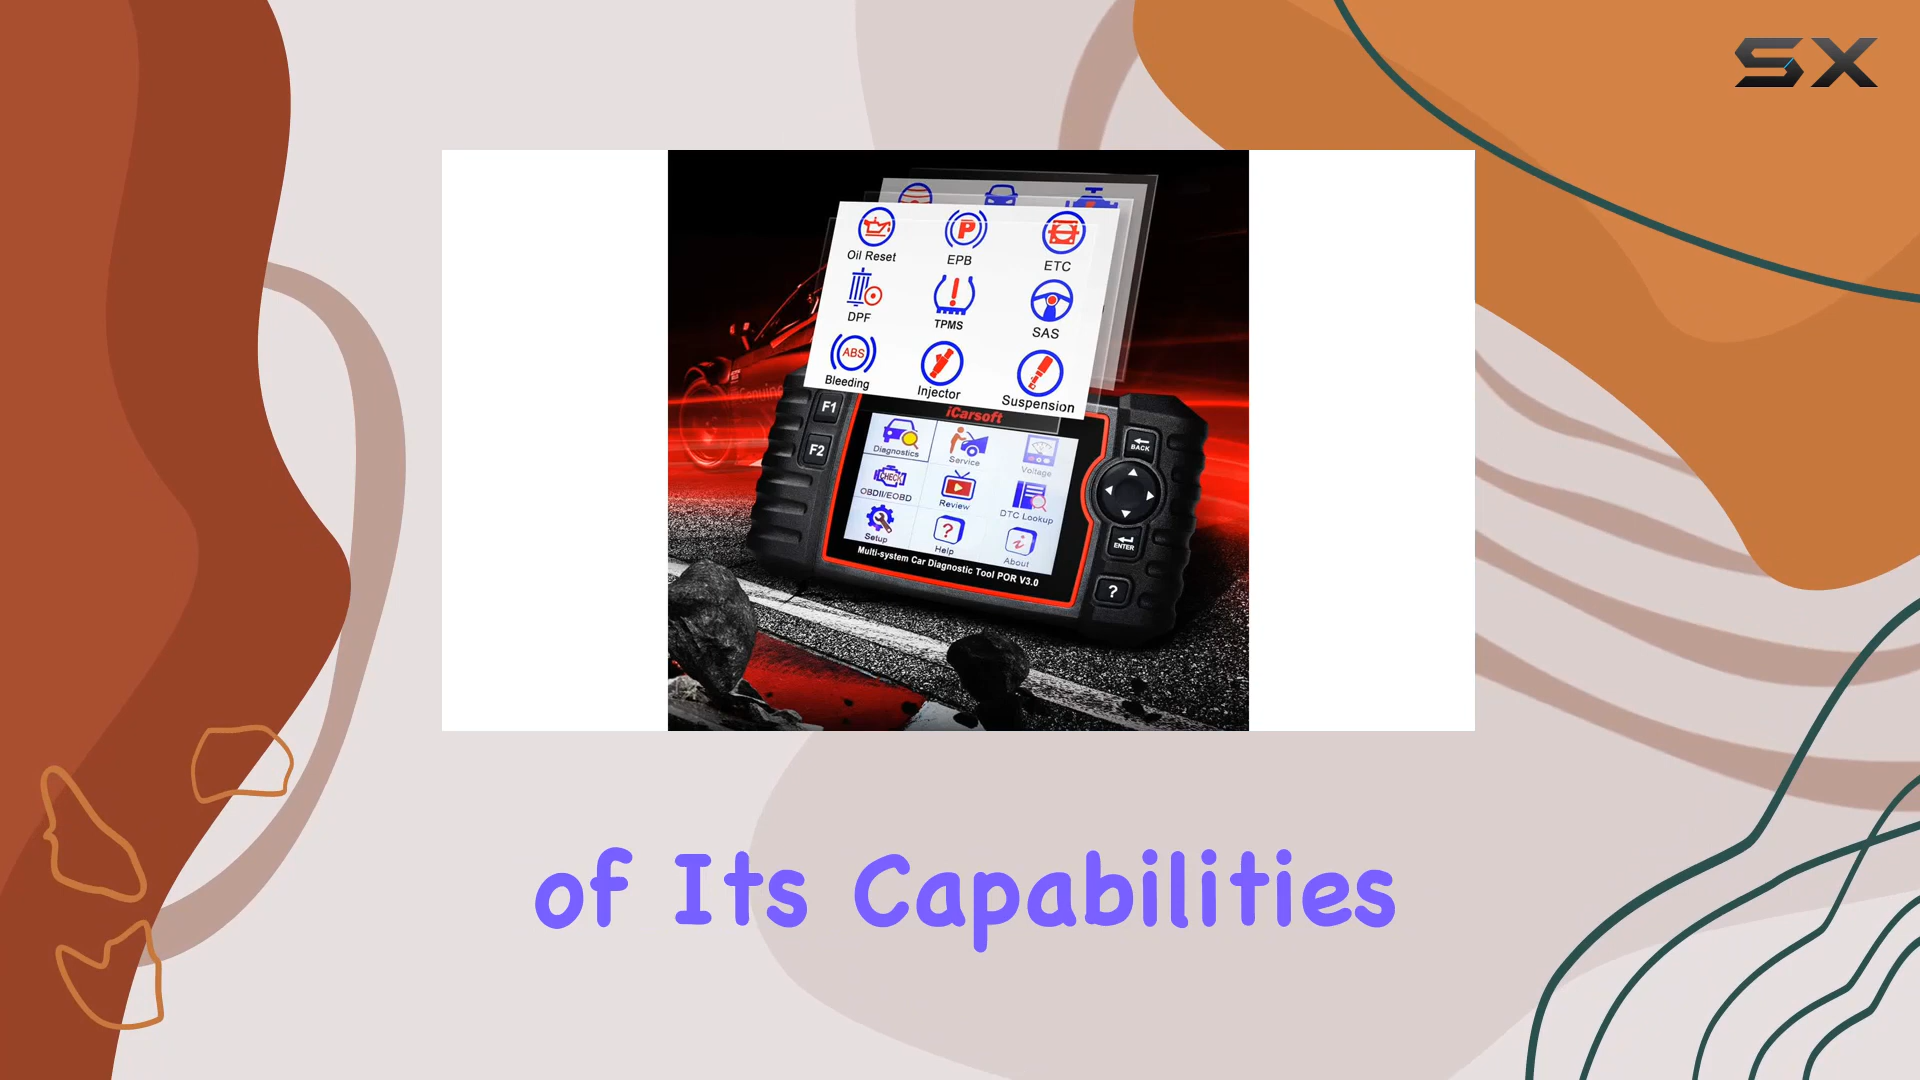 SX
Oil Reset
EPB
ETC
DPF
TPMS
SAS
ABS
Bleeding
Injector
Suspension
F1
F2
iCarsoft
BACK
Diagnostics
Service
Voltage
CHECK
OBDII/EOBD
Review
DTC Lookup
Setup
Help
About
ENTER
Multi-system Car Diagnostic Tool POR V3.0
?
of Its Capabilities